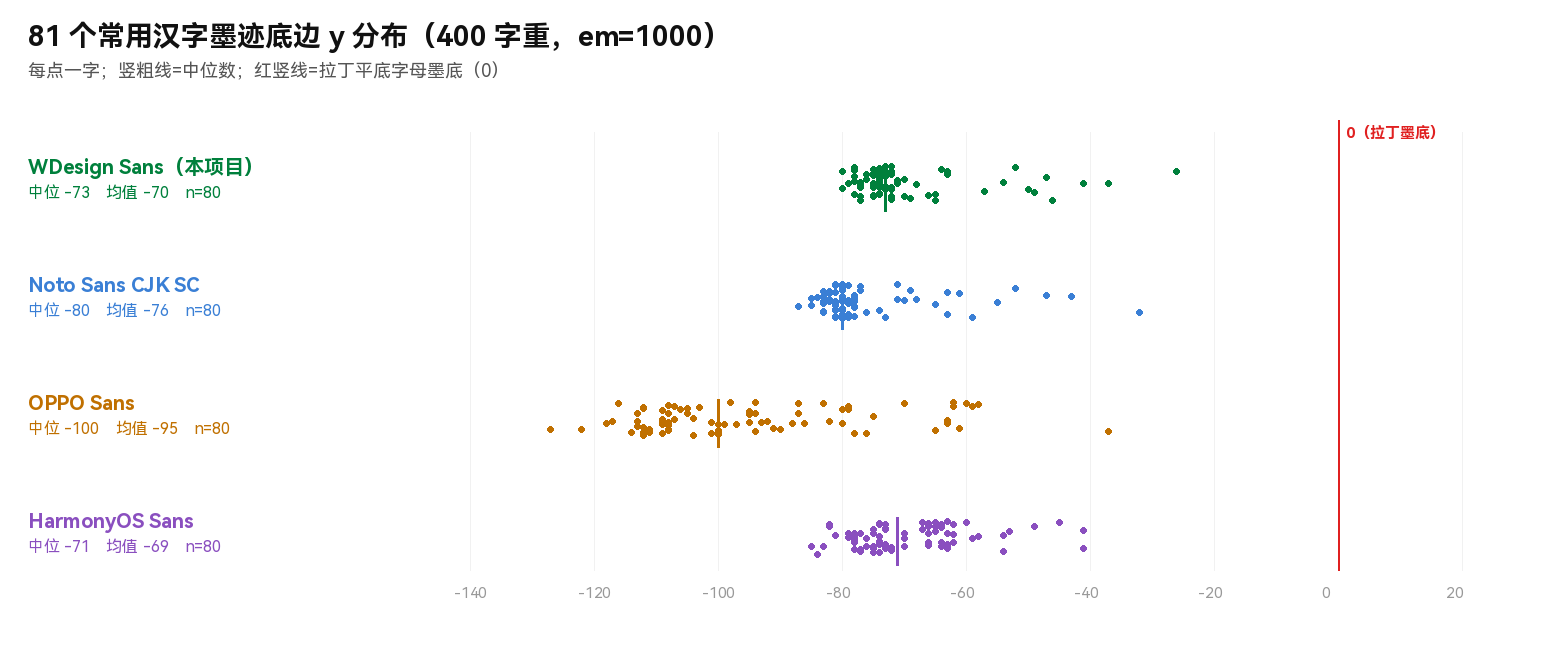 81 个常用汉字墨迹底边 y 分布（400 字重，em=1000）
每点一字；竖粗线=中位数；红竖线=拉丁平底字母墨底（0）
0（拉丁墨底）
WDesign Sans（本项目）
中位 -73 均值 -70 n=80
Noto Sans CJK SC
中位 -80 均值 -76 n=80
OPPO Sans
中位 -100 均值 -95 n=80
HarmonyOS Sans
中位 -71 均值 -69 n=80
-140 -120 -100 -80 -60 -40 -20 0 20